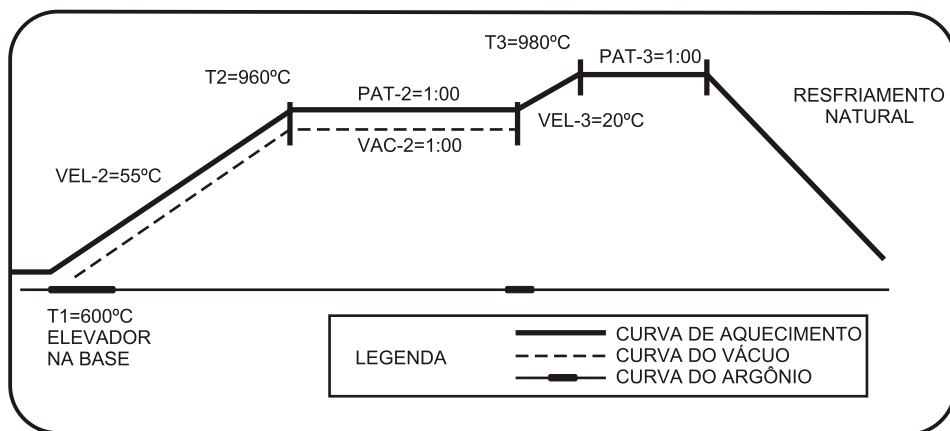 T3=980ºC
PAT-3=1:00
T2=960ºC
PAT-2=1:00
RESFRIAMENTO
NATURAL
VEL-3=20ºC
VAC-2=1:00
VEL-2=55ºC
T1=600ºC
ELEVADOR
NA BASE
LEGENDA
CURVA DE AQUECIMENTO
CURVA DO VÁCUO
CURVA DO ARGÔNIO